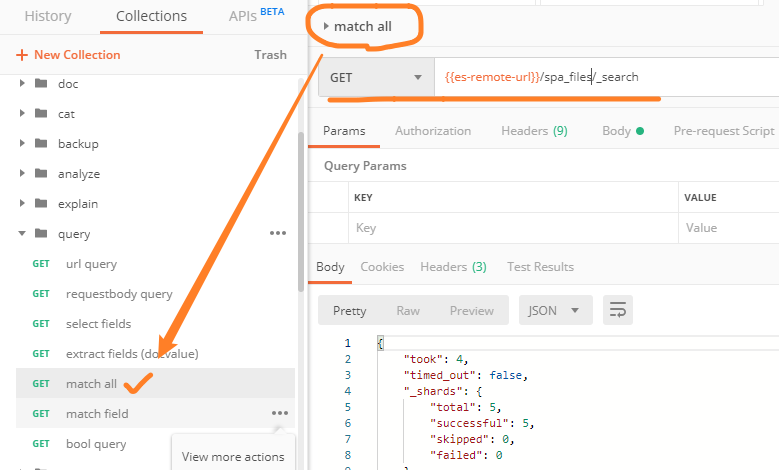 History
Collections
APIs BETA
+ New Collection
Trash
doc
cat
backup
analyze
explain
query
GET url query
GET requestbody query
GET select fields
GET extract fields (docvalue)
GET match all
GET match field
GET bool query
View more actions
match all
GET
{{es-remote-url}}/spa_files/_search
Params
Authorization
Headers (9)
Body
Pre-request Script
Query Params
KEY
VALUE
Key
Value
Body
Cookies
Headers (3)
Test Results
Pretty
Raw
Preview
JSON
1 {
2 "took": 4,
3 "timed_out": false,
4 "_shards": {
5 "total": 5,
6 "successful": 5,
7 "skipped": 0,
8 "failed": 0